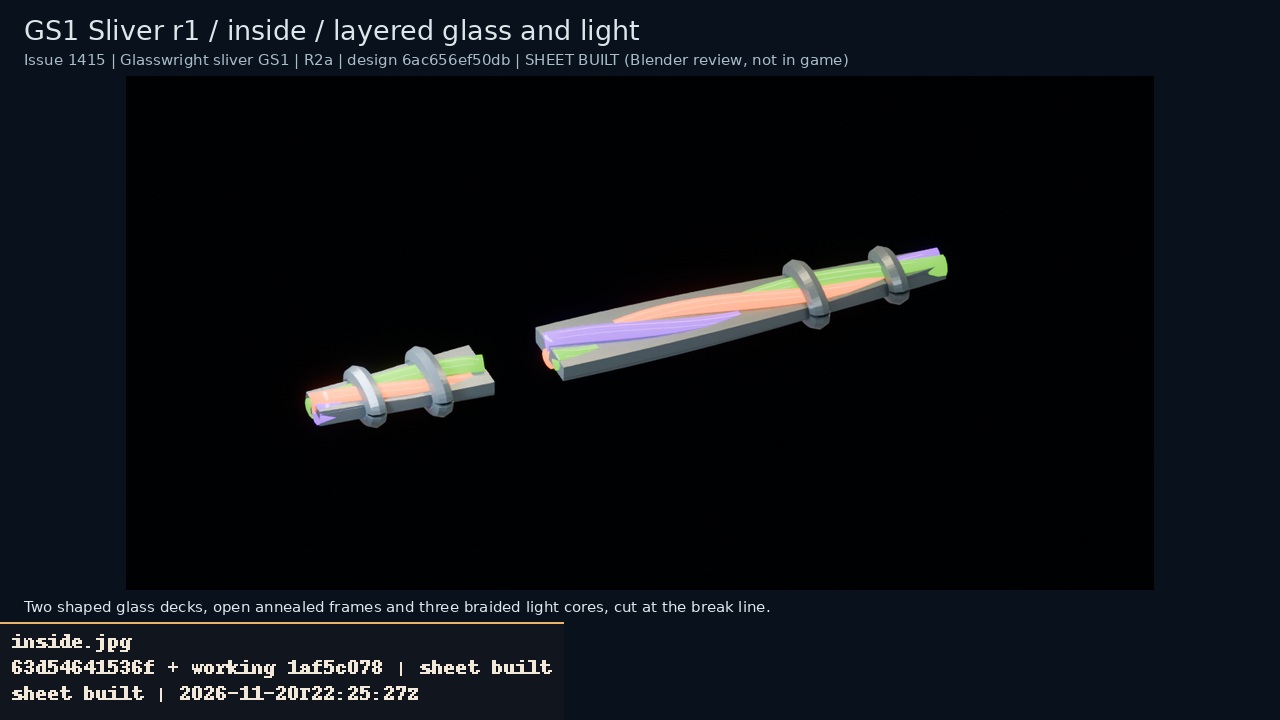 GS1 Sliver r1 / inside / layered glass and light
Issue 1415 | Glasswright sliver GS1 | R2a | design 6ac656ef50db | SHEET BUILT (Blender review, not in game)
Two shaped glass decks, open annealed frames and three braided light cores, cut at the break line.
inside.jpg
63d54641536f + working 1af5c078 | sheet built
sheet built | 2026-11-20T22:25:27Z